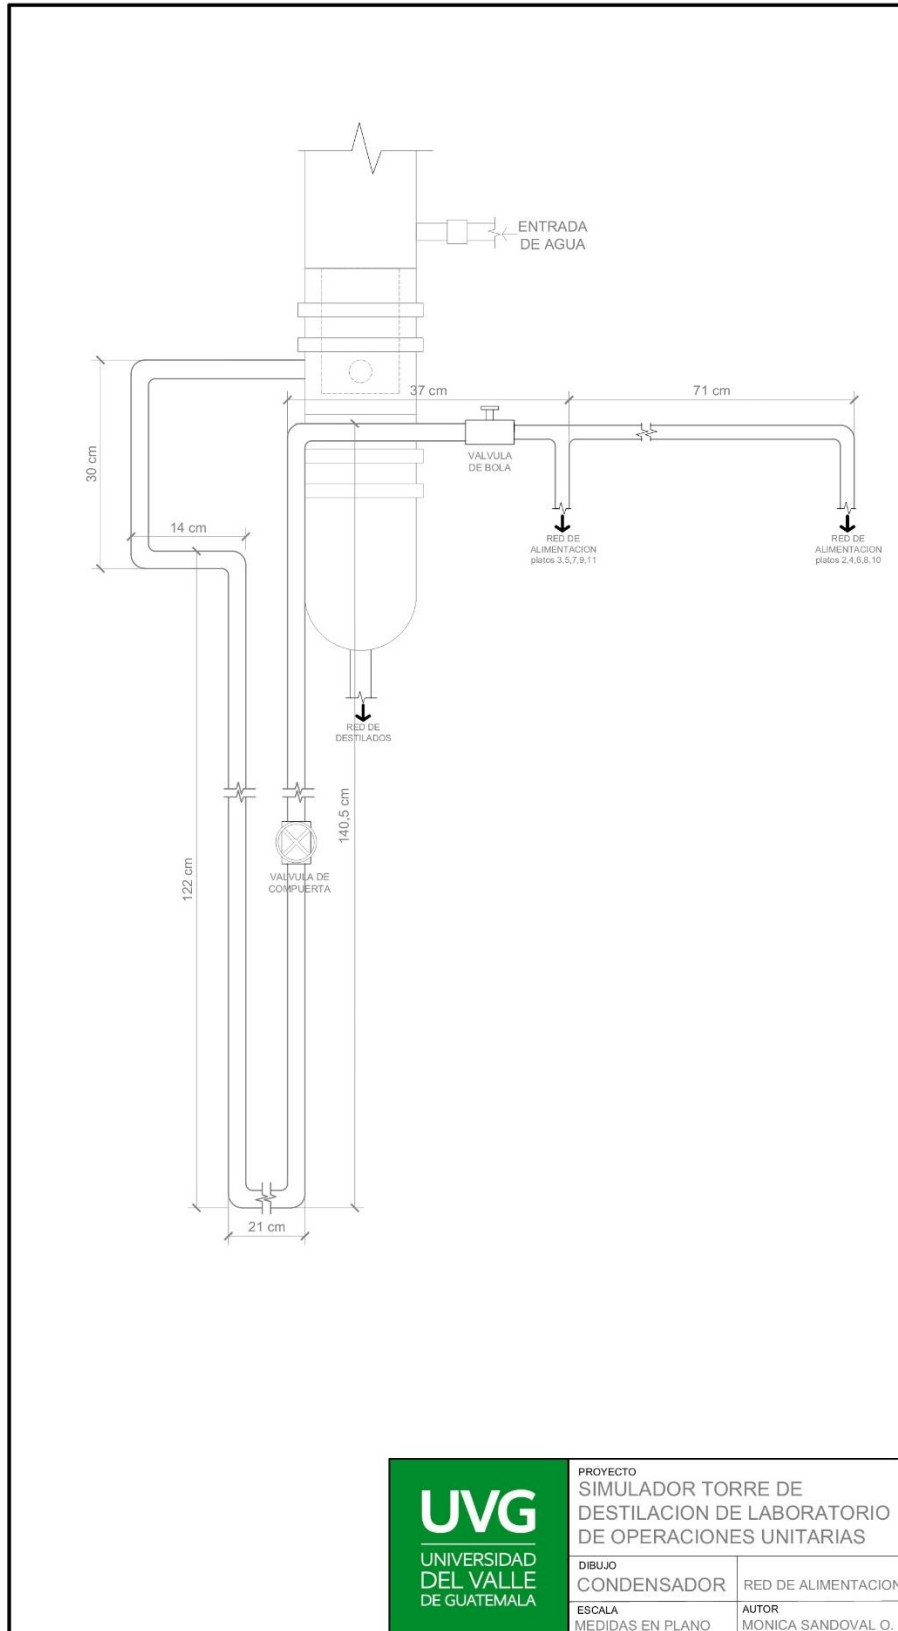 ENTRADA
DE AGUA
37 cm
71 cm
30 cm
VALVULA
DE BOLA
14 cm
RED DE
ALIMENTACION
platos 3,5,7,9,11
RED DE
ALIMENTACION
platos 2,4,6,8,10
RED DE
DESTILADOS
140,5 cm
122 cm
VALVULA DE
COMPUERTA
21 cm
UVG
UNIVERSIDAD
DEL VALLE
DE GUATEMALA
PROYECTO
SIMULADOR TORRE DE
DESTILACION DE LABORATORIO
DE OPERACIONES UNITARIAS
DIBUJO
CONDENSADOR
RED DE ALIMENTACION
ESCALA
MEDIDAS EN PLANO
AUTOR
MONICA SANDOVAL O.